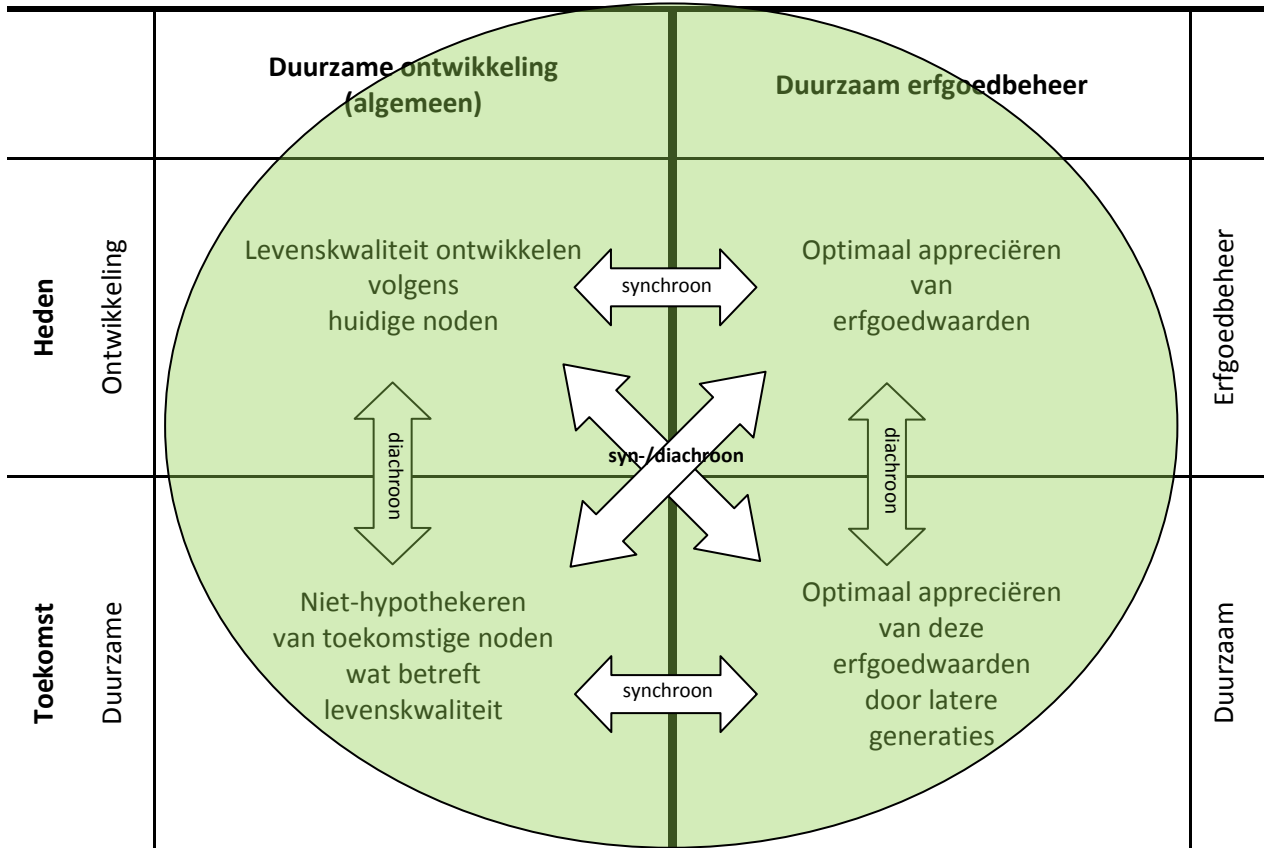 Duurzame ontwikkeling
(algemeen)
Duurzaam erfgoedbeheer
Heden
Ontwikkeling
Levenskwaliteit ontwikkelen
volgens
huidige noden
synchroon
Optimaal appreciëren
van
erfgoedwaarden
Erfgoedbeheer
diachroon
syn-/diachroon
diachroon
Toekomst
Duurzame
Niet-hypothekeren
van toekomstige noden
wat betreft
levenskwaliteit
synchroon
Optimaal appreciëren
van deze
erfgoedwaarden
door latere
generaties
Duurzaam